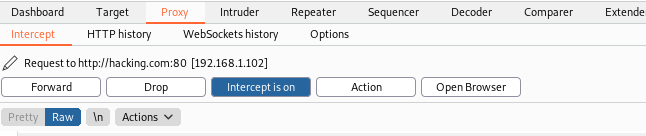 Dashboard Target Proxy Intruder Repeater Sequencer Decoder Comparer Extende
Intercept HTTP history WebSockets history Options
Request to http://hacking.com:80 [192.168.1.102]
Forward Drop Intercept is on Action Open Browser
Pretty Raw \n Actions